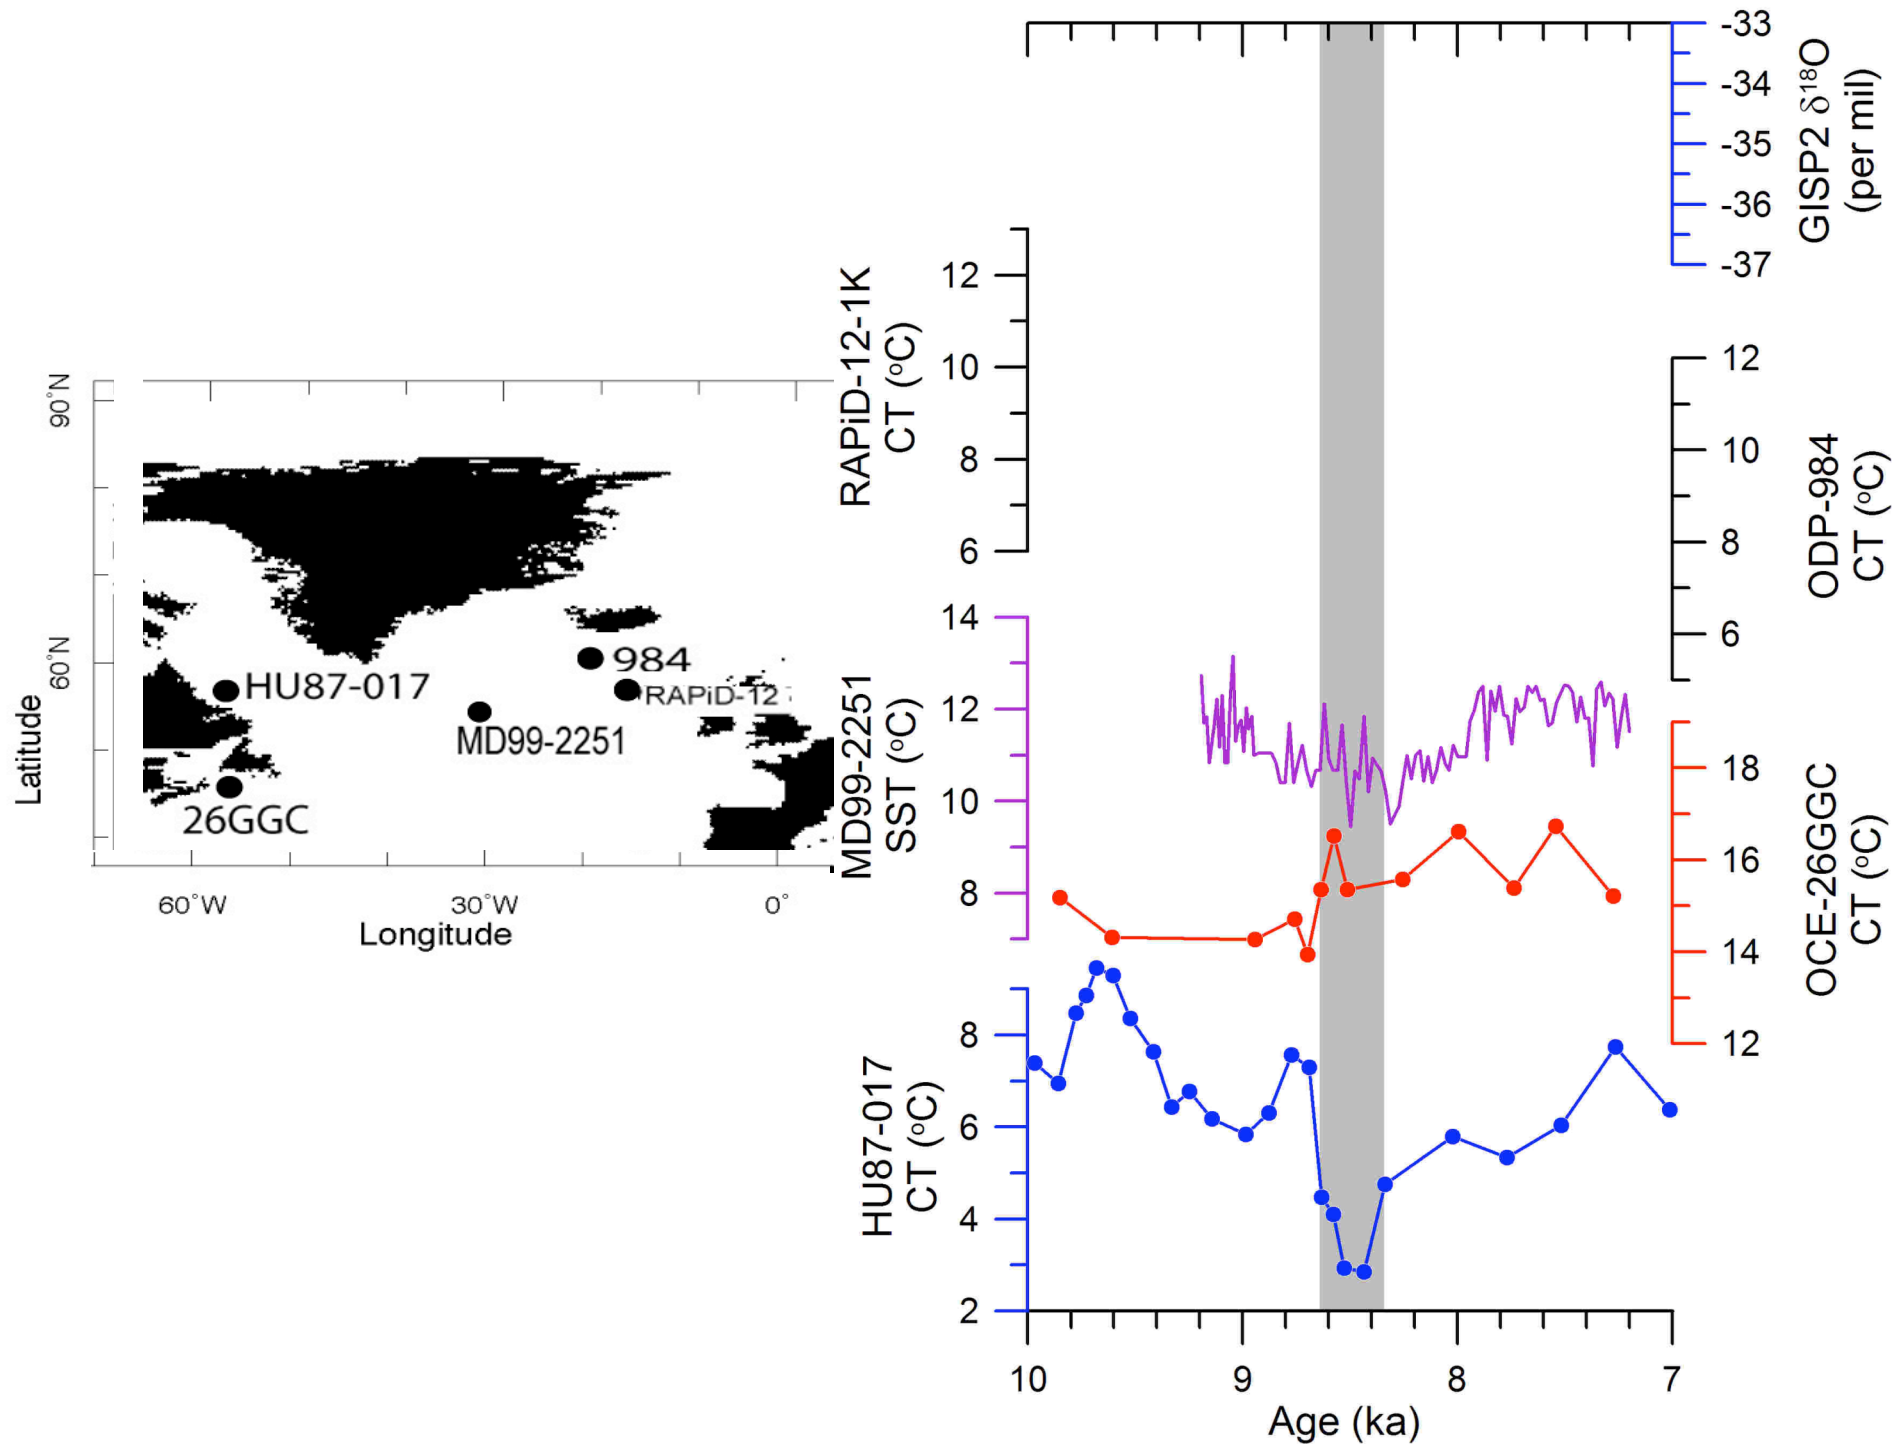 90°N
60°N
Latitude
HU87-017
984
RAPiD-12
MD99-2251
26GGC
60°W
30°W
0°
Longitude
RAPiD-12-1K
CT (°C)
12
10
8
6
MD99-2251
SST (°C)
14
12
10
8
HU87-017
CT (°C)
8
6
4
2
-33
-34
-35
-36
-37
GISP2 δ18O
(per mil)
12
10
8
6
ODP-984
CT (°C)
18
16
14
12
OCE-26GGC
CT (°C)
10
9
8
7
Age (ka)